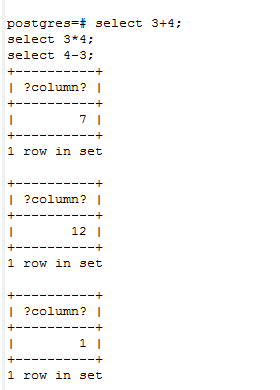 postgres=# select 3+4;
select 3*4;
select 4-3;
+----------+
| ?column? |
+----------+
|        7 |
+----------+
1 row in set

+----------+
| ?column? |
+----------+
|       12 |
+----------+
1 row in set

+----------+
| ?column? |
+----------+
|        1 |
+----------+
1 row in set